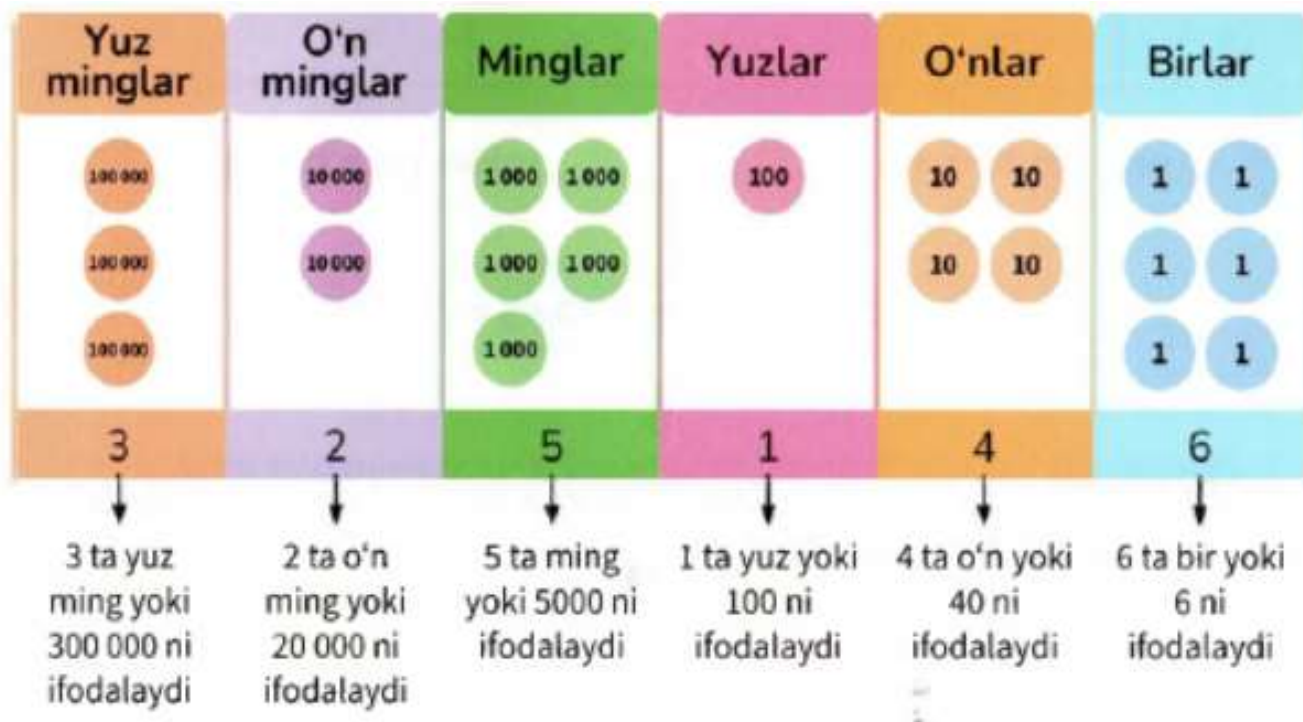 Yuz minglar
O‘n minglar
Minglar
Yuzlar
O‘nlar
Birlar
100 000
10 000
1 000 1 000
100
10 10
1 1
100 000
10 000
1 000 1 000
10 10
1 1
100 000
1 000
1 1
3
2
5
1
4
6
3 ta yuz
ming yoki
300 000 ni
ifodalaydi
2 ta o‘n
ming yoki
20 000 ni
ifodalaydi
5 ta ming
yoki 5000 ni
ifodalaydi
1 ta yuz yoki
100 ni
ifodalaydi
4 ta o‘n yoki
40 ni
ifodalaydi
6 ta bir yoki
6 ni
ifodalaydi